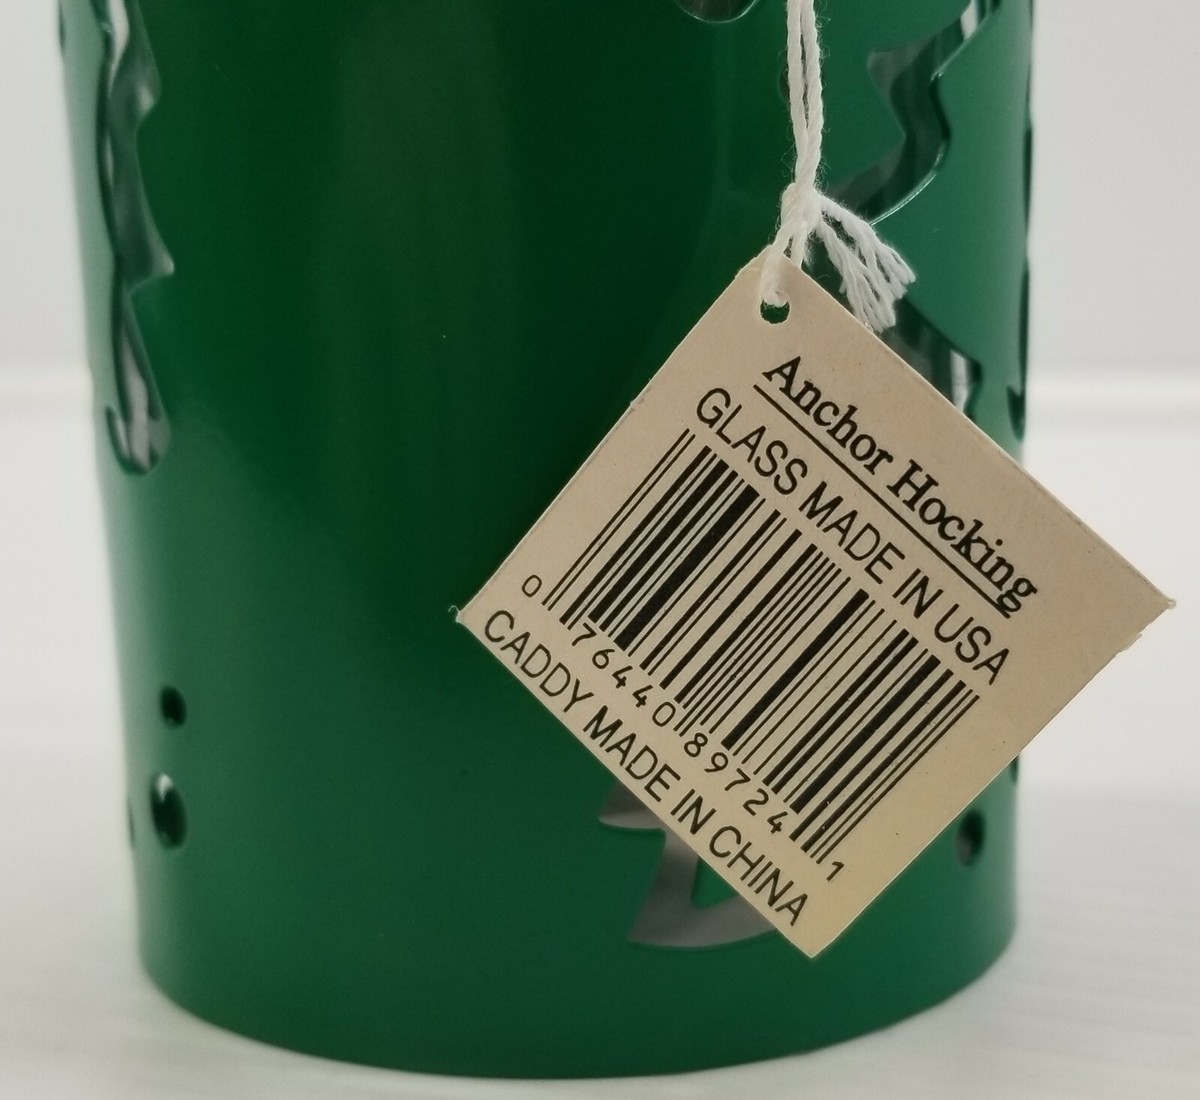 Anchor Hocking
GLASS MADE IN USA
0 76440 89724 1
CADDY MADE IN CHINA